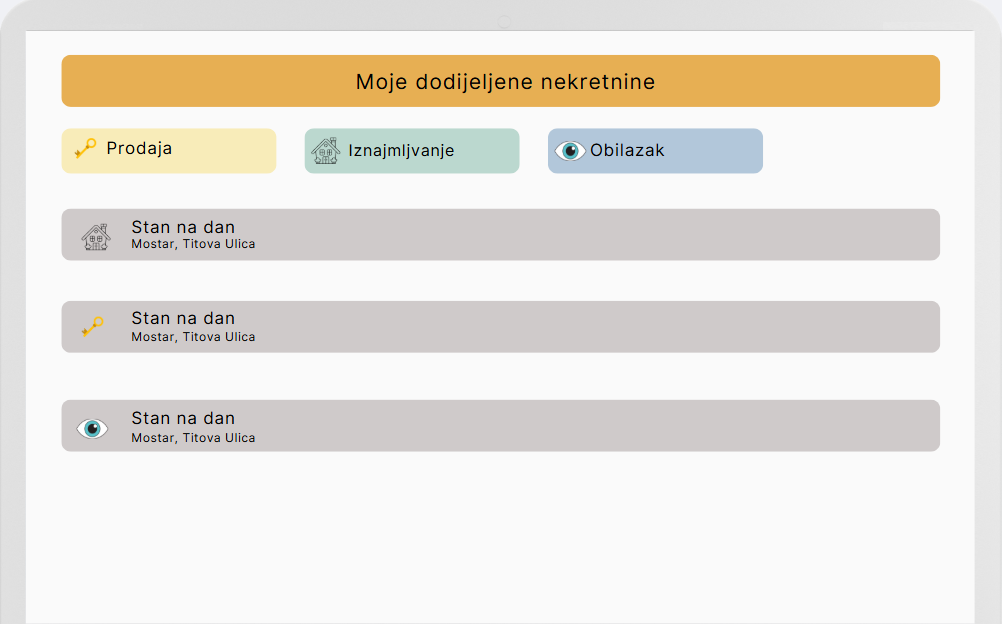 Moje dodijeljene nekretnine
Prodaja
Iznajmljvanje
Obilazak
Stan na dan
Mostar, Titova Ulica
Stan na dan
Mostar, Titova Ulica
Stan na dan
Mostar, Titova Ulica